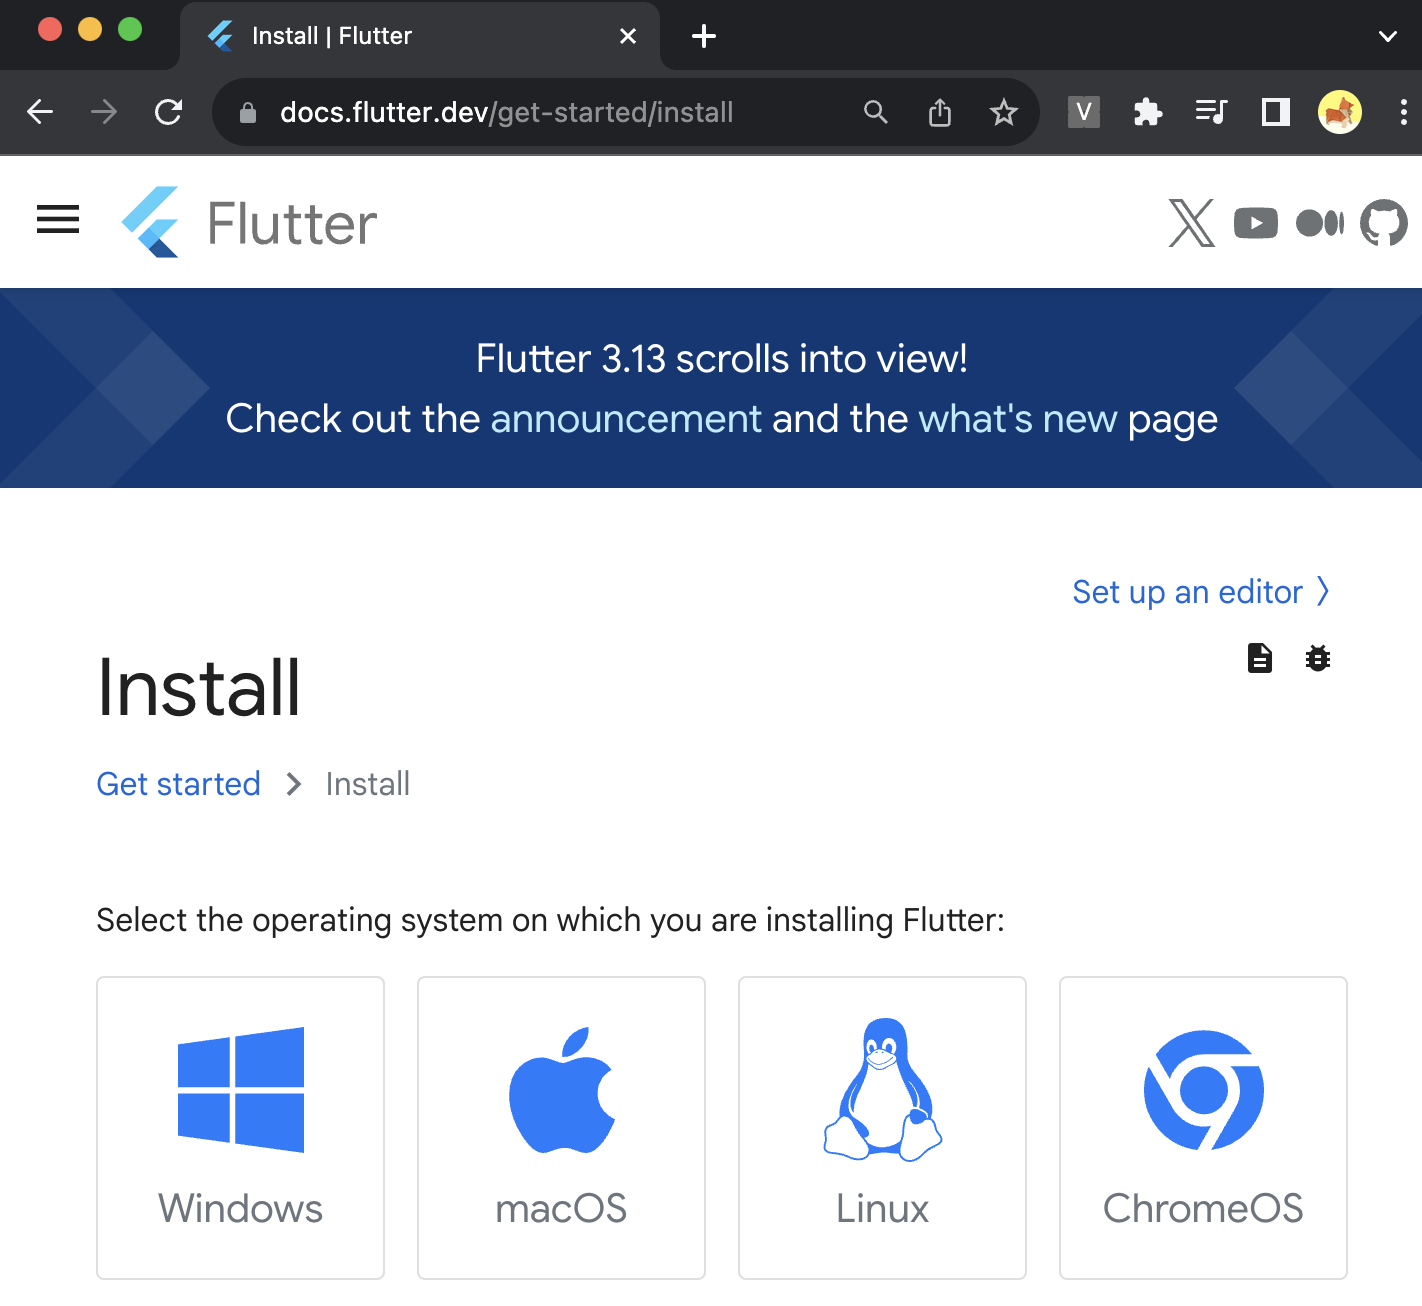 Install | Flutter
docs.flutter.dev/get-started/install
V
Flutter
Flutter 3.13 scrolls into view!
Check out the announcement and the what's new page
Set up an editor
Install
Get started > Install
Select the operating system on which you are installing Flutter:
Windows
macOS
Linux
ChromeOS